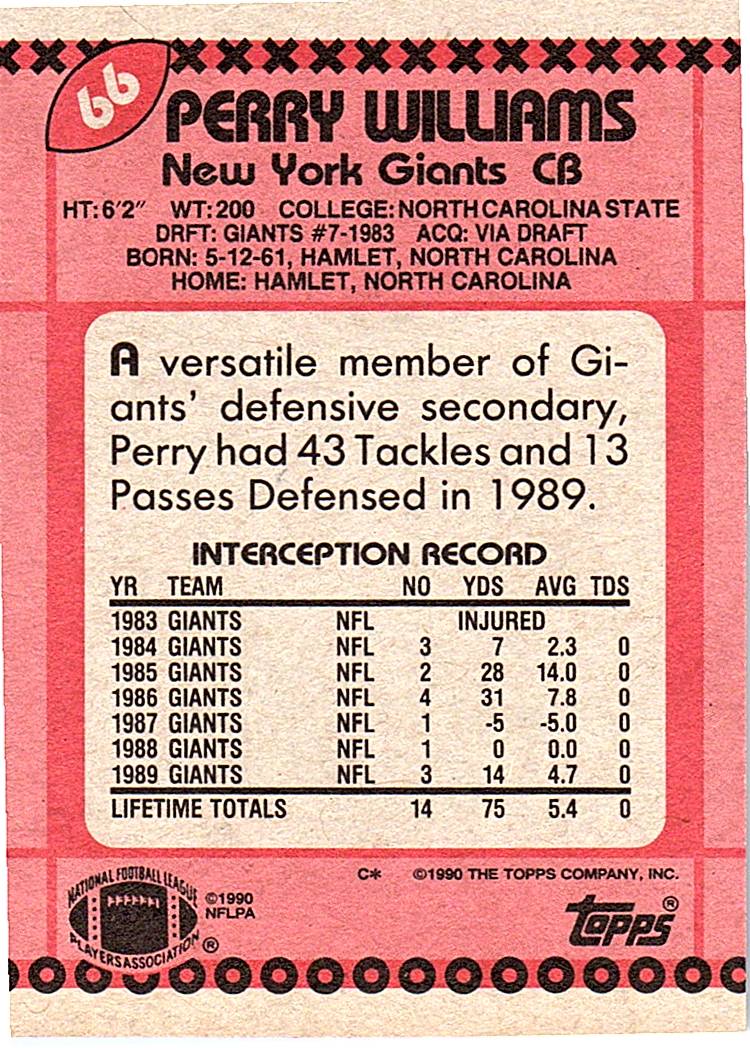 66
PERRY WILLIAMS
New York Giants CB
HT: 6'2" WT: 200 COLLEGE: NORTH CAROLINA STATE
DRFT: GIANTS #7-1983 ACQ: VIA DRAFT
BORN: 5-12-61, HAMLET, NORTH CAROLINA
HOME: HAMLET, NORTH CAROLINA
A versatile member of Gi-
ants' defensive secondary,
Perry had 43 Tackles and 13
Passes Defensed in 1989.
INTERCEPTION RECORD
YR TEAM NO YDS AVG TDS
1983 GIANTS NFL INJURED
1984 GIANTS NFL 3 7 2.3 0
1985 GIANTS NFL 2 28 14.0 0
1986 GIANTS NFL 4 31 7.8 0
1987 GIANTS NFL 1 -5 -5.0 0
1988 GIANTS NFL 1 0 0.0 0
1989 GIANTS NFL 3 14 4.7 0
LIFETIME TOTALS 14 75 5.4 0
C* ©1990 THE TOPPS COMPANY, INC.
NATIONAL FOOTBALL LEAGUE
PLAYERS ASSOCIATION ®
©1990
NFLPA
TOPPS ®